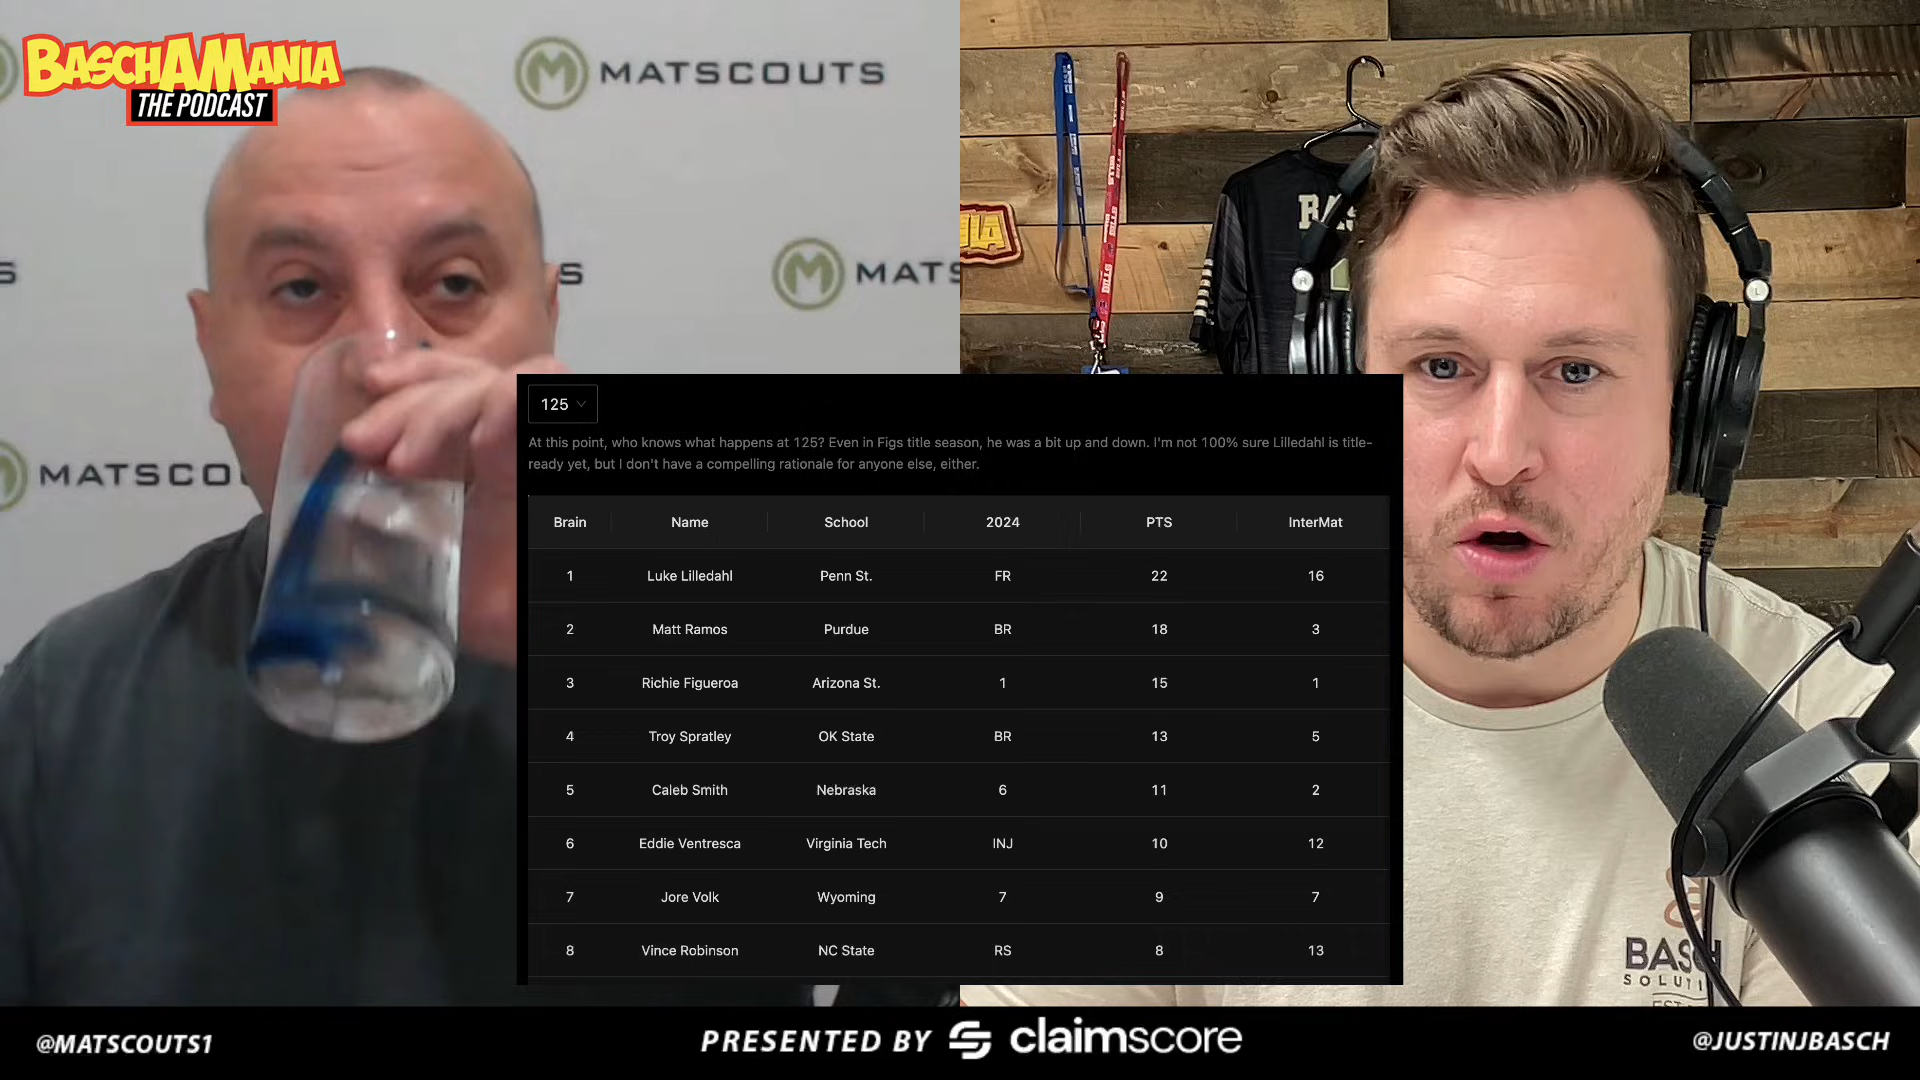 BASCHAMANIA
THE PODCAST
MATSCOUTS
MATS
MATSCOU
S
S
BAS
BILLS
125
At this point, who knows what happens at 125? Even in Figs title season, he was a bit up and down. I'm not 100% sure Lilledahl is title-
ready yet, but I don't have a compelling rationale for anyone else, either.
Brain Name School 2024 PTS InterMat
1 Luke Lilledahl Penn St. FR 22 16
2 Matt Ramos Purdue BR 18 3
3 Richie Figueroa Arizona St. 1 15 1
4 Troy Spratley OK State BR 13 5
5 Caleb Smith Nebraska 6 11 2
6 Eddie Ventresca Virginia Tech INJ 10 12
7 Jore Volk Wyoming 7 9 7
8 Vince Robinson NC State RS 8 13
R
L
BASCH
SOLUTI
@MATSCOUTS1
PRESENTED BY claimscore
@JUSTINJBASCH